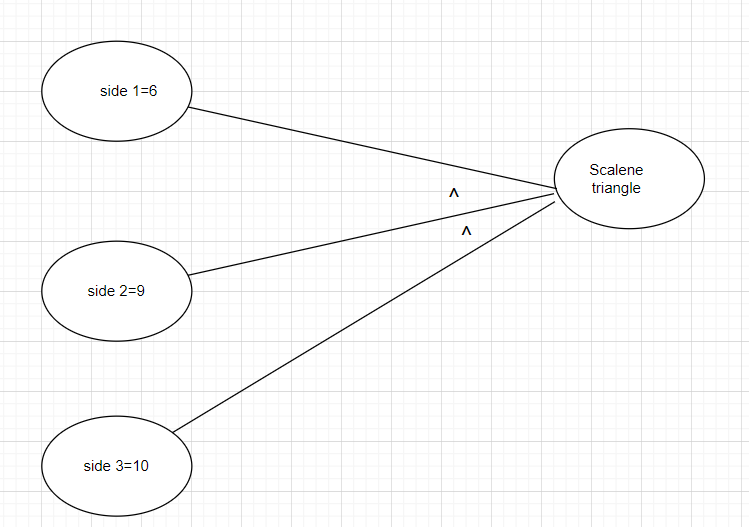 side 1=6
Scalene
triangle
^
^
side 2=9
side 3=10